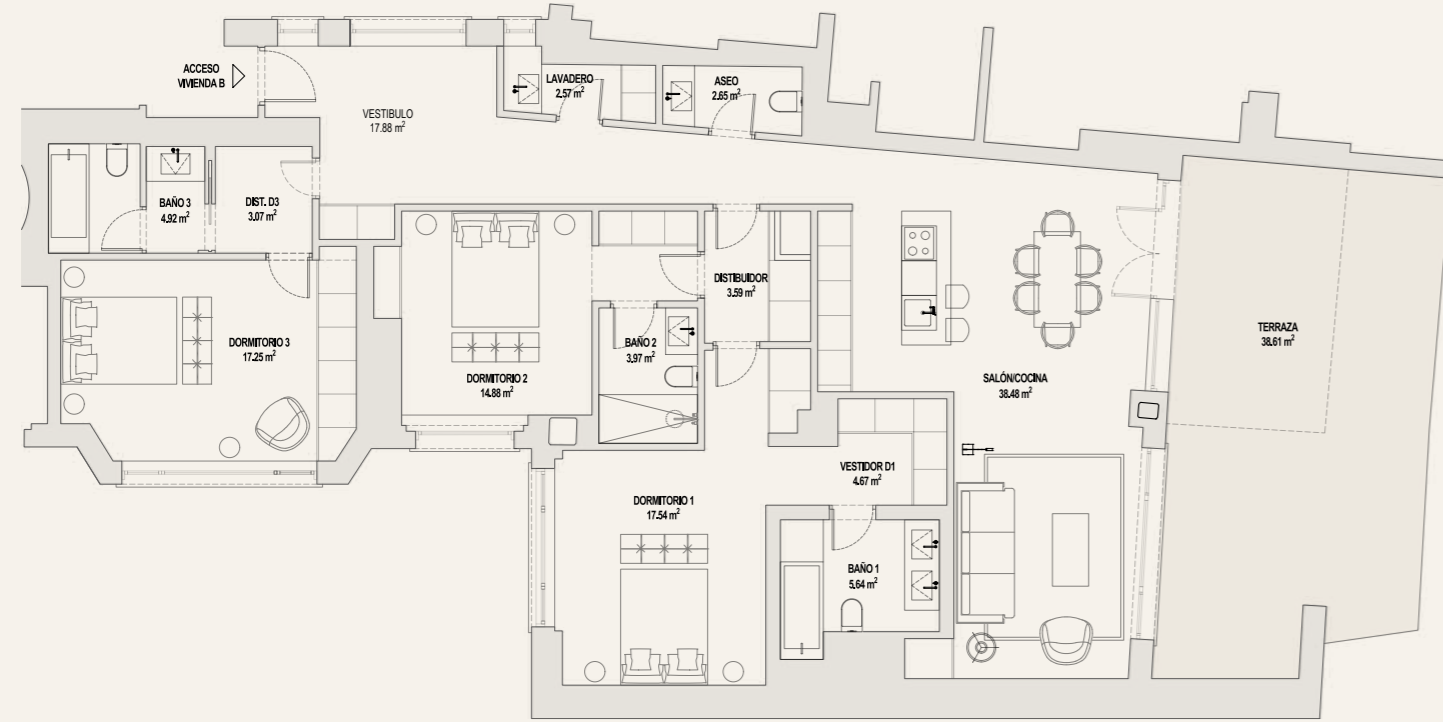 ACCESO
VIVIENDA B
VESTIBULO
17.88 m²
LAVADERO
2.57 m²
ASEO
2.65 m²
BAÑO 3
4.92 m²
DIST. D3
3.07 m²
DISTIBUIDOR
3.59 m²
TERRAZA
38.61 m²
DORMITORIO 3
17.25 m²
BAÑO 2
3.97 m²
DORMITORIO 2
14.88 m²
SALÓN/COCINA
38.48 m²
VESTIDOR D1
4.67 m²
DORMITORIO 1
17.54 m²
BAÑO 1
5.64 m²